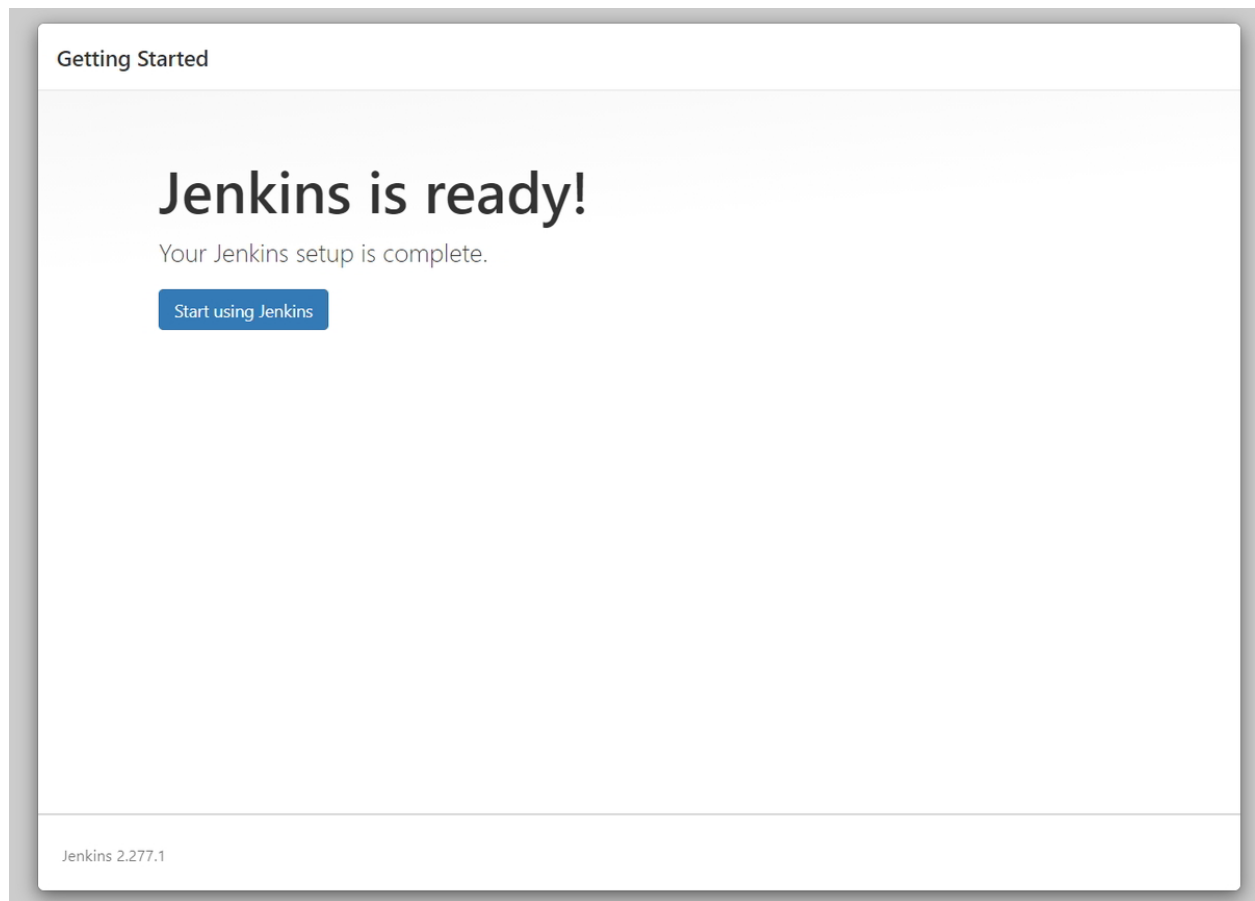 Getting Started
Jenkins is ready!
Your Jenkins setup is complete.
Start using Jenkins
Jenkins 2.277.1